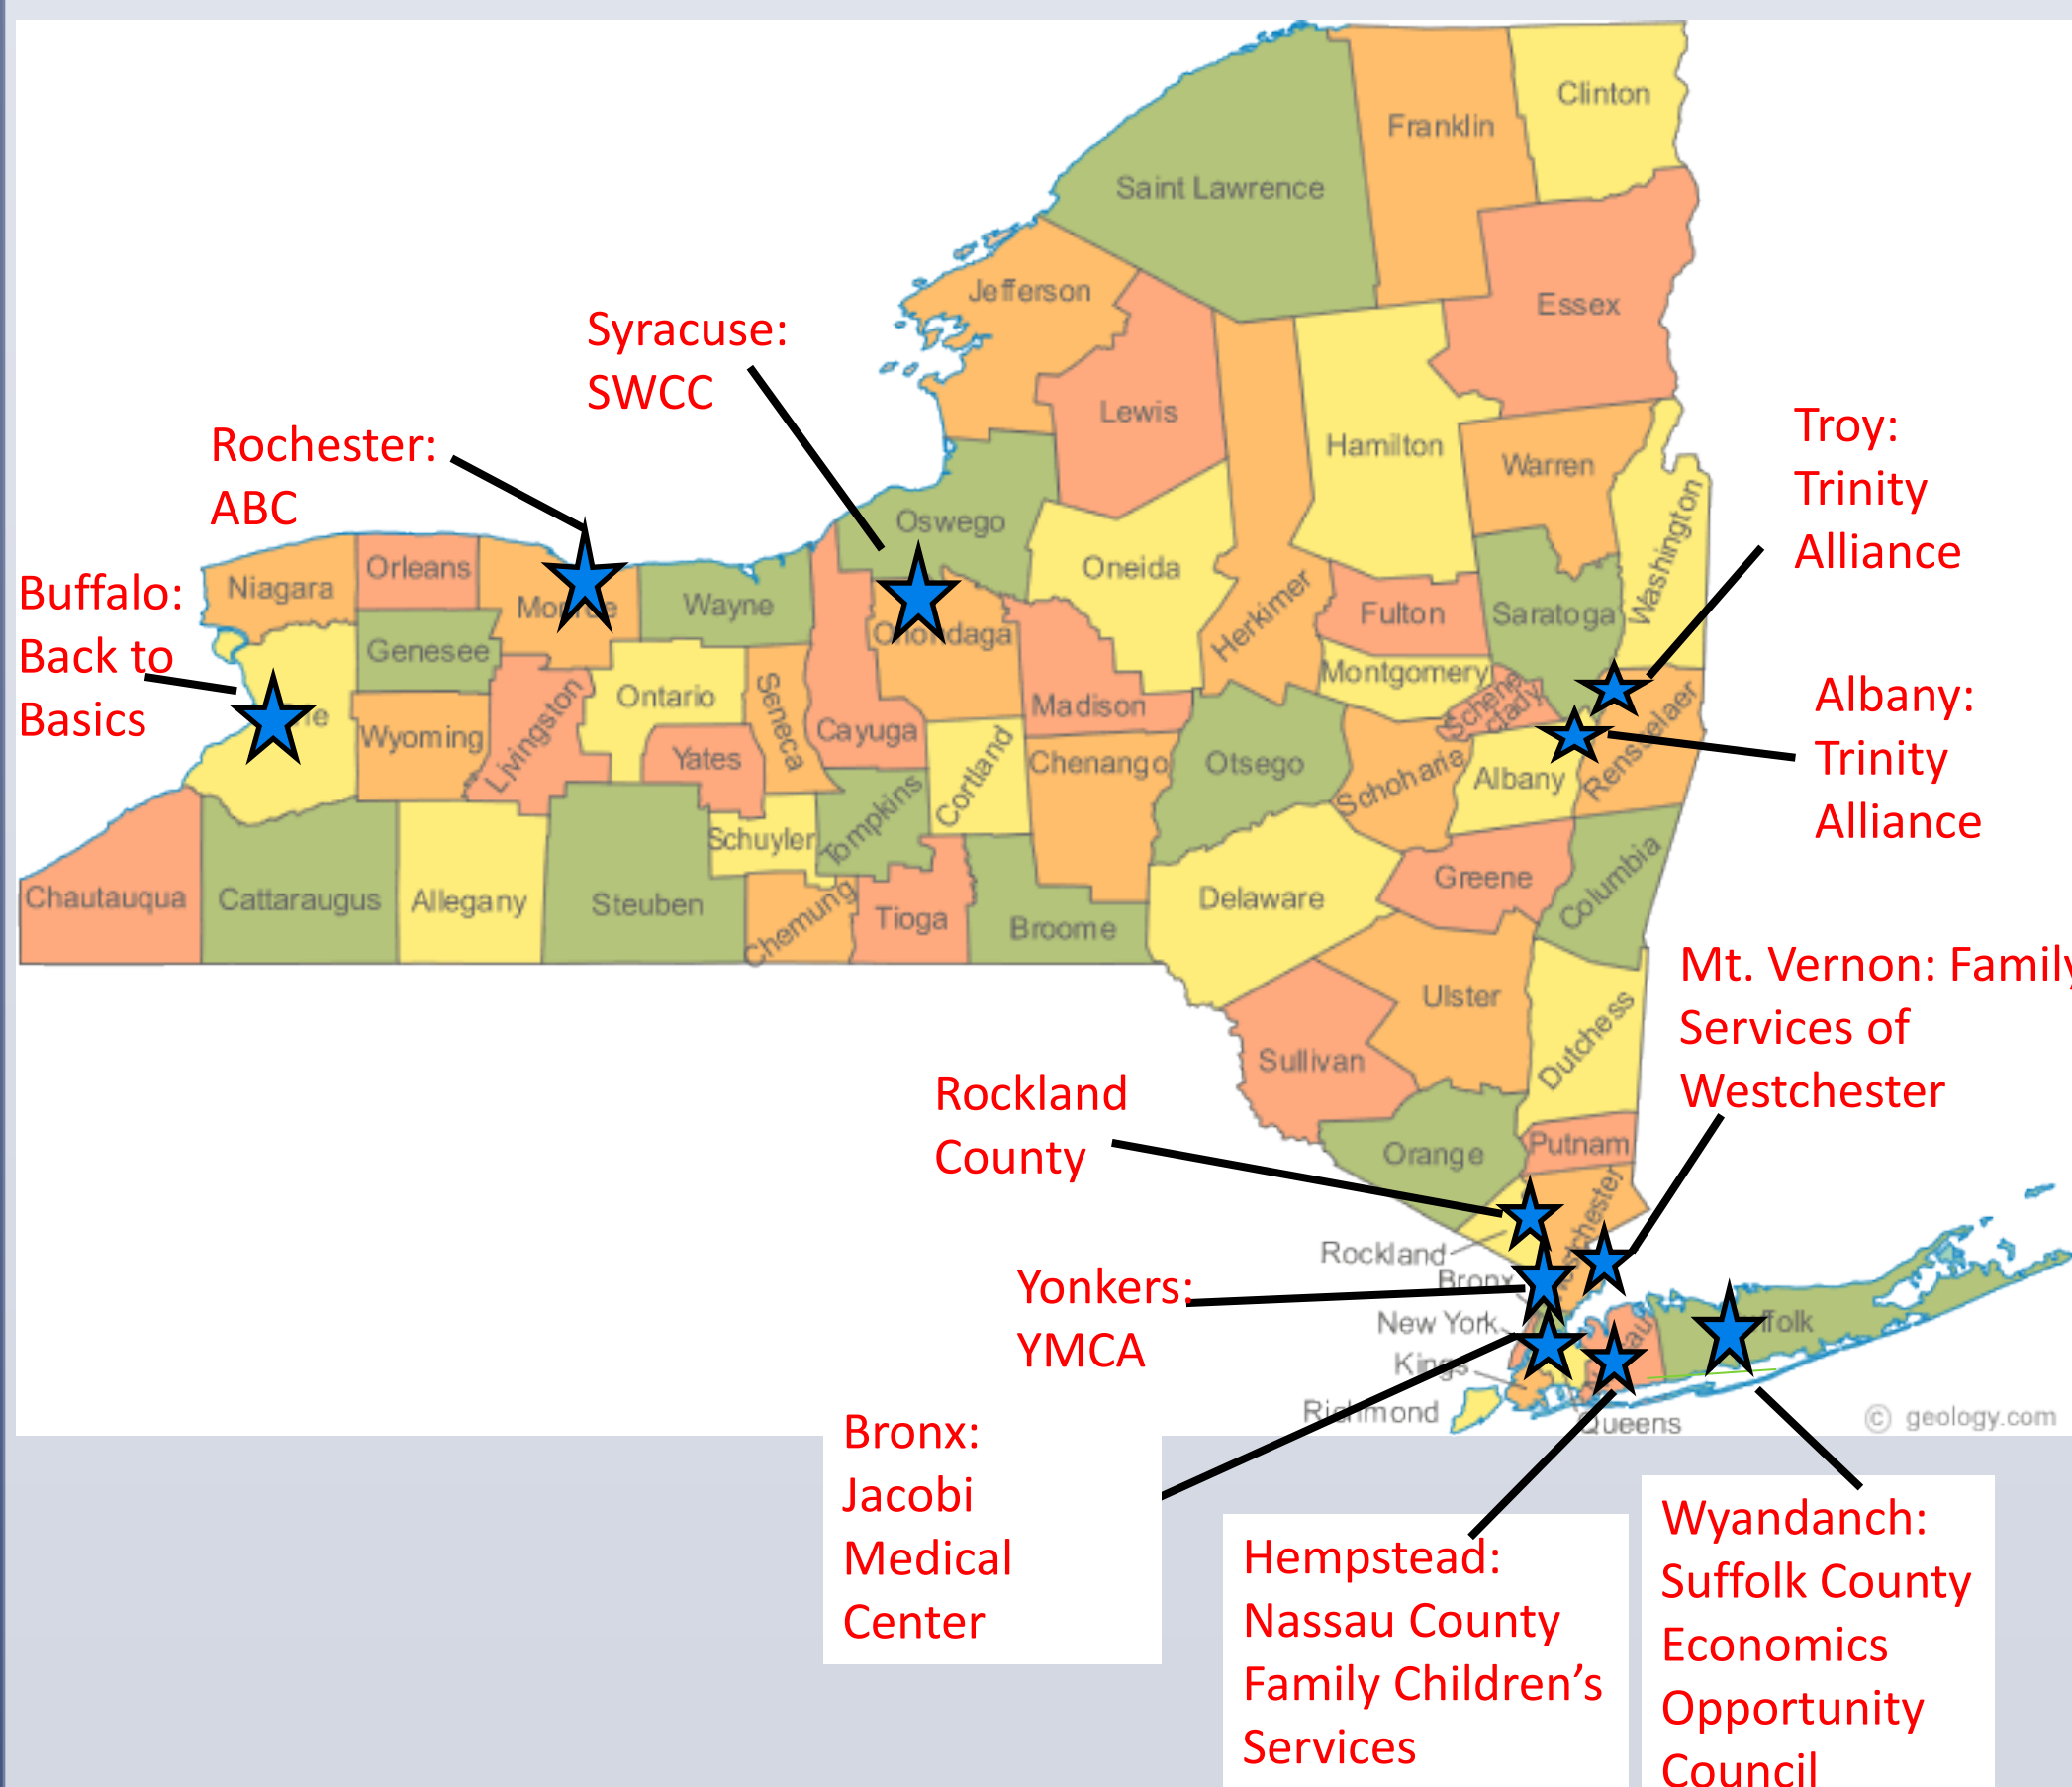 Clinton
Franklin
Saint Lawrence
Jefferson
Essex
Syracuse:
SWCC
Lewis
Hamilton
Warren
Troy:
Trinity
Alliance
Rochester:
ABC
Oswego
Washington
Oneida
Herkimer
Fulton
Saratoga
Buffalo:
Back to
Basics
Niagara
Orleans
Monroe
Wayne
Onondaga
Genesee
Montgomery
Schenectady
Rensselaer
Albany:
Trinity
Alliance
Wyoming
Livingston
Ontario
Seneca
Yates
Cayuga
Madison
Cortland
Chenango
Otsego
Schoharie
Albany
Schuyler
Tompkins
Greene
Columbia
Chautauqua
Cattaraugus
Allegany
Steuben
Chemung
Tioga
Broome
Delaware
Mt. Vernon: Family
Services of
Westchester
Ulster
Dutchess
Sullivan
Rockland
County
Orange
Putnam
Rockland
Bronx
Yonkers:
YMCA
New York
Kings
Richmond
Queens
© geology.com
Bronx:
Jacobi
Medical
Center
Hempstead:
Nassau County
Family Children’s
Services
Wyandanch:
Suffolk County
Economics
Opportunity
Council